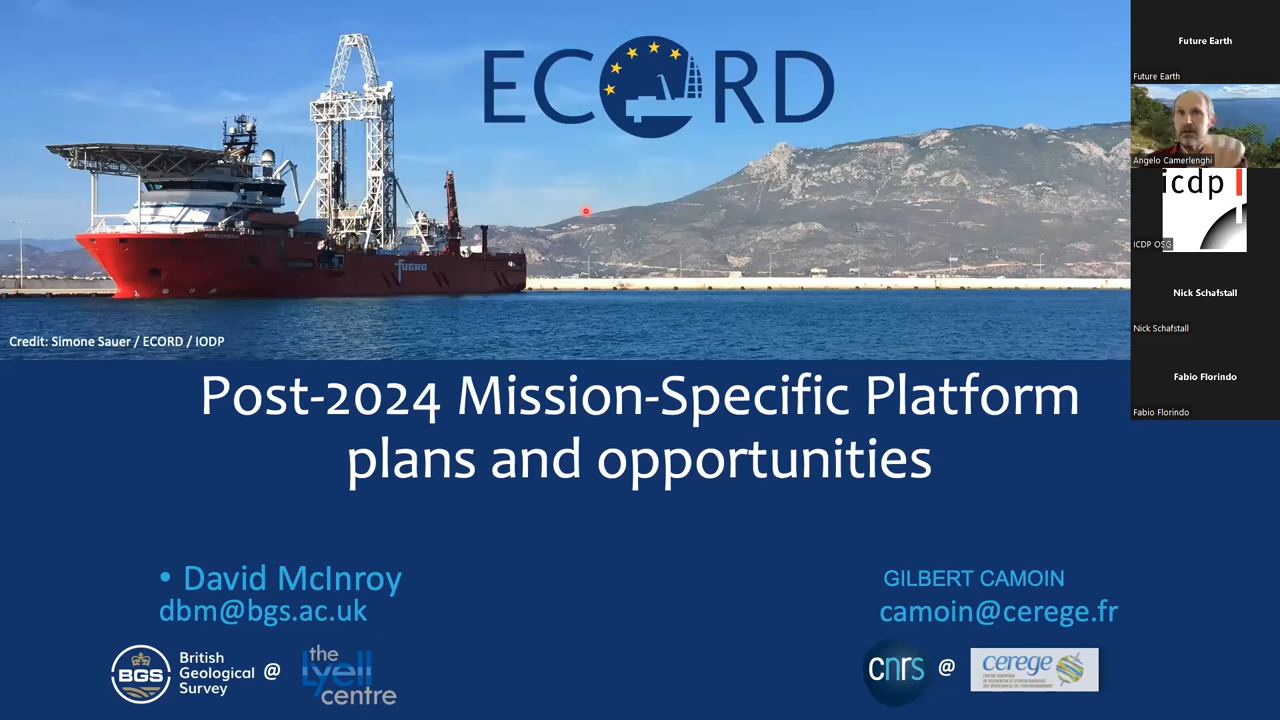 ECORD
FUGRO
Credit: Simone Sauer / ECORD / IODP
Post-2024 Mission-Specific Platform
plans and opportunities
• David McInroy
dbm@bgs.ac.uk
BGS
British
Geological
Survey
@
the
Lyell
centre
GILBERT CAMOIN
camoin@cerege.fr
cnrs
@
cerege
Future Earth
Future Earth
Angelo Camerlenghi
icdp
ICDP OSG
Nick Schafstall
Nick Schafstall
Fabio Florindo
Fabio Florindo